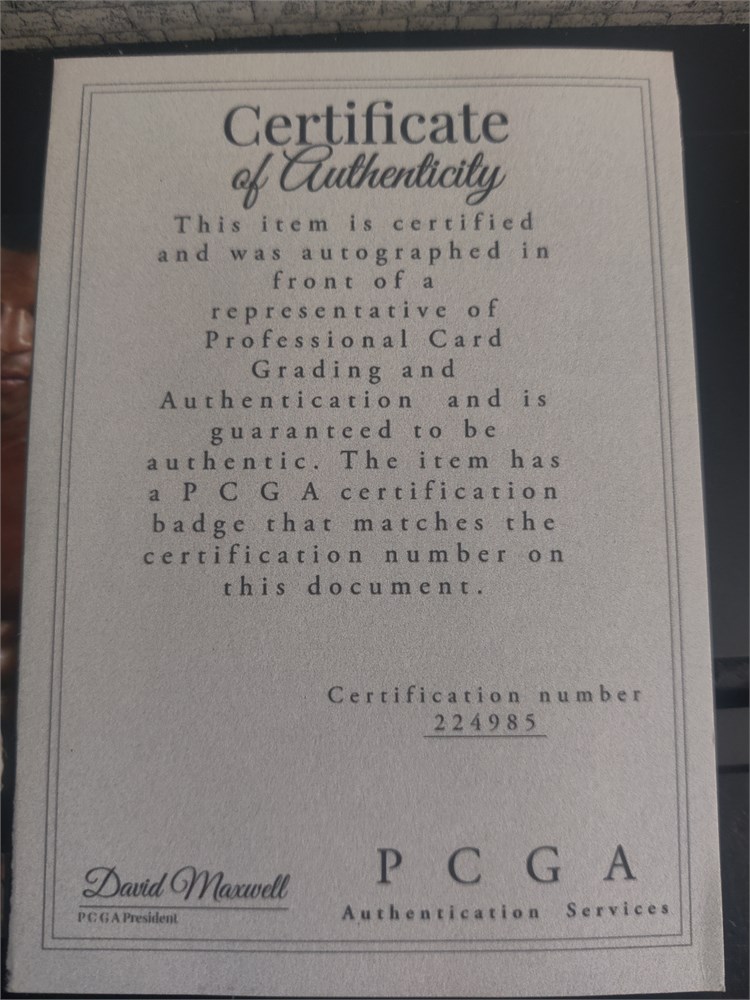 Certificate
of Authenticity
This item is certified
and was autographed in
front of a
representative of
Professional Card
Grading and
Authentication and is
guaranteed to be
authentic. The item has
a P C G A certification
badge that matches the
certification number on
this document.
Certification number
224985
David Maxwell
PCGA President
P C G A
Authentication Services